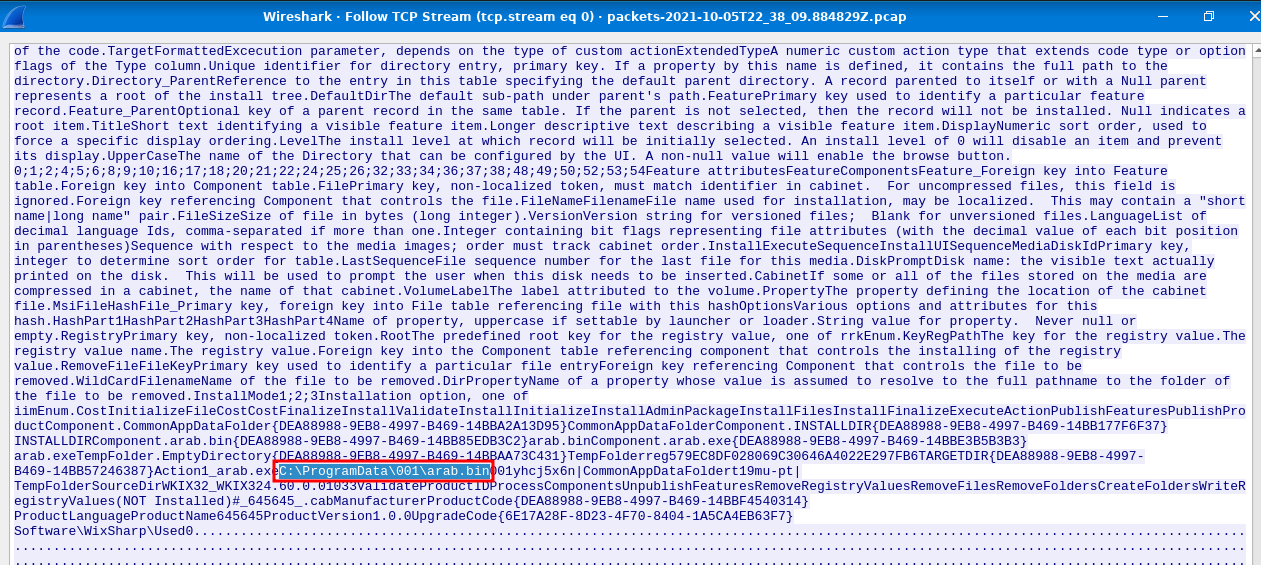 Wireshark · Follow TCP Stream (tcp.stream eq 0) · packets-2021-10-05T22_38_09.884829Z.pcap
of the code.TargetFormattedExcecution parameter, depends on the type of custom actionExtendedTypeA numeric custom action type that extends code type or option
flags of the Type column.Unique identifier for directory entry, primary key. If a property by this name is defined, it contains the full path to the
directory.Directory_ParentReference to the entry in this table specifying the default parent directory. A record parented to itself or with a Null parent
represents a root of the install tree.DefaultDirThe default sub-path under parent's path.FeaturePrimary key used to identify a particular feature
record.Feature_ParentOptional key of a parent record in the same table. If the parent is not selected, then the record will not be installed. Null indicates a
root item.TitleShort text identifying a visible feature item.Longer descriptive text describing a visible feature item.DisplayNumeric sort order, used to
force a specific display ordering.LevelThe install level at which record will be initially selected. An install level of 0 will disable an item and prevent
its display.UpperCaseThe name of the Directory that can be configured by the UI. A non-null value will enable the browse button.
0;1;2;4;5;6;8;9;10;16;17;18;20;21;22;24;25;26;32;33;34;36;37;38;48;49;50;52;53;54Feature attributesFeatureComponentsFeature_Foreign key into Feature
table.Foreign key into Component table.FilePrimary key, non-localized token, must match identifier in cabinet.  For uncompressed files, this field is
ignored.Foreign key referencing Component that controls the file.FileNameFilenameFile name used for installation, may be localized.  This may contain a "short
name|long name" pair.FileSizeSize of file in bytes (long integer).VersionVersion string for versioned files;  Blank for unversioned files.LanguageList of
decimal language Ids, comma-separated if more than one.Integer containing bit flags representing file attributes (with the decimal value of each bit position
in parentheses)Sequence with respect to the media images; order must track cabinet order.InstallExecuteSequenceInstallUISequenceMediaDiskIdPrimary key,
integer to determine sort order for table.LastSequenceFile sequence number for the last file for this media.DiskPromptDisk name: the visible text actually
printed on the disk.  This will be used to prompt the user when this disk needs to be inserted.CabinetIf some or all of the files stored on the media are
compressed in a cabinet, the name of that cabinet.VolumeLabelThe label attributed to the volume.PropertyThe property defining the location of the cabinet
file.MsiFileHashFile_Primary key, foreign key into File table referencing file with this hashOptionsVarious options and attributes for this
hash.HashPart1HashPart2HashPart3HashPart4Name of property, uppercase if settable by launcher or loader.String value for property.  Never null or
empty.RegistryPrimary key, non-localized token.RootThe predefined root key for the registry value, one of rrkEnum.KeyRegPathThe key for the registry value.The
registry value name.The registry value.Foreign key into the Component table referencing component that controls the installing of the registry
value.RemoveFileFileKeyPrimary key used to identify a particular file entryForeign key referencing Component that controls the file to be
removed.WildCardFilenameName of the file to be removed.DirPropertyName of a property whose value is assumed to resolve to the full pathname to the folder of
the file to be removed.InstallMode1;2;3Installation option, one of
iimEnum.CostInitializeFileCostCostFinalizeInstallValidateInstallInitializeInstallAdminPackageInstallFilesInstallFinalizeExecuteActionPublishFeaturesPublishPro
ductComponent.CommonAppDataFolder{DEA88988-9EB8-4997-B469-14BBA2A13D95}CommonAppDataFolderComponent.INSTALLDIR{DEA88988-9EB8-4997-B469-14BB177F6F37}
INSTALLDIRComponent.arab.bin{DEA88988-9EB8-4997-B469-14BB85EDB3C2}arab.binComponent.arab.exe{DEA88988-9EB8-4997-B469-14BBE3B5B3B3}
arab.exeTempFolder.EmptyDirectory{DEA88988-9EB8-4997-B469-14BBAA73C431}TempFolderreg579EC8DF028069C30646A4022E297FB6TARGETDIR{DEA88988-9EB8-4997-
B469-14BB57246387}Action1_arab.exeC:\ProgramData\001\arab.bin001yhcj5x6n|CommonAppDataFoldert19mu-pt|
TempFolderSourceDirWKIX32_WKIX324.60.0.01033ValidateProductIDProcessComponentsUnpublishFeaturesRemoveRegistryValuesRemoveFilesRemoveFoldersCreateFoldersWriteR
egistryValues(NOT Installed)#_645645_.cabManufacturerProductCode{DEA88988-9EB8-4997-B469-14BBF4540314}
ProductLanguageProductName645645ProductVersion1.0.0UpgradeCode{6E17A28F-8D23-4F70-8404-1A5CA4EB63F7}
Software\WixSharp\Used0